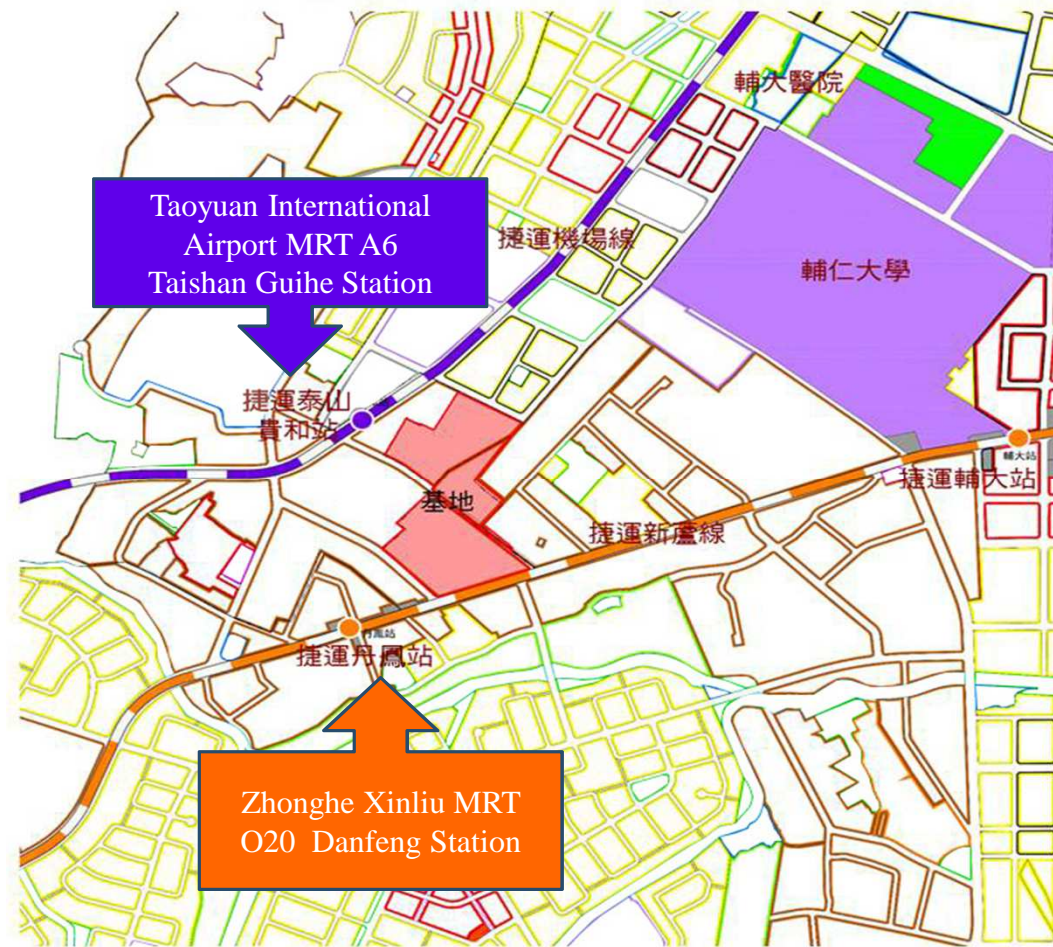 輔大醫院
Taoyuan International
Airport MRT A6
Taishan Guihe Station
捷運機場線
輔仁大學
捷運泰山
貴和站
輔大站
捷運輔大站
基地
捷運新蘆線
丹鳳站
捷運丹鳳站
Zhonghe Xinliu MRT
O20 Danfeng Station